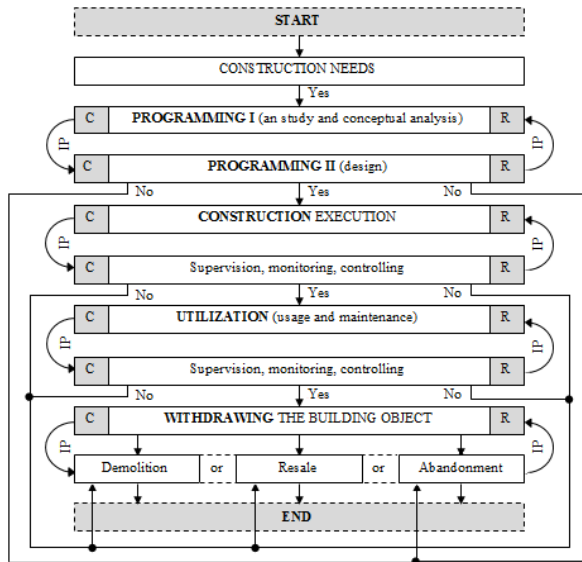 START
CONSTRUCTION NEEDS
Yes
C PROGRAMMING I (an study and conceptual analysis) R
IP IP
C PROGRAMMING II (design) R
No Yes No
C CONSTRUCTION EXECUTION R
IP IP
C Supervision, monitoring, controlling R
No Yes No
C UTILIZATION (usage and maintenance) R
IP IP
C Supervision, monitoring, controlling R
No Yes No
C WITHDRAWING THE BUILDING OBJECT R
IP IP
Demolition or Resale or Abandonment
END